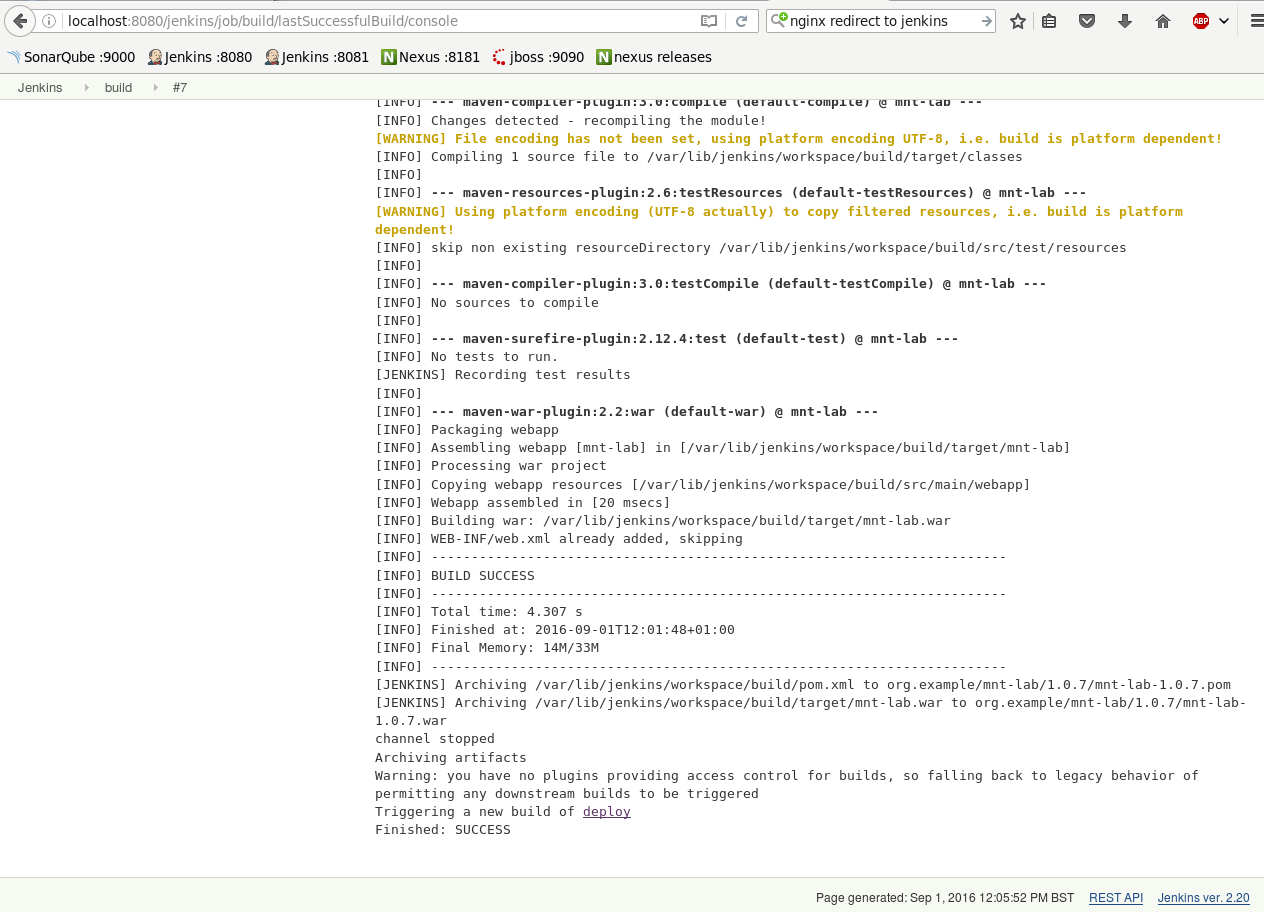 localhost:8080/jenkins/job/build/lastSuccessfulBuild/console
nginx redirect to jenkins
ABP
SonarQube :9000 Jenkins :8080 Jenkins :8081 N Nexus :8181 jboss :9090 N nexus releases
Jenkins build #7
[INFO] --- maven-compiler-plugin:3.0:compile (default-compile) @ mnt-lab ---
[INFO] Changes detected - recompiling the module!
[WARNING] File encoding has not been set, using platform encoding UTF-8, i.e. build is platform dependent!
[INFO] Compiling 1 source file to /var/lib/jenkins/workspace/build/target/classes
[INFO]
[INFO] --- maven-resources-plugin:2.6:testResources (default-testResources) @ mnt-lab ---
[WARNING] Using platform encoding (UTF-8 actually) to copy filtered resources, i.e. build is platform
dependent!
[INFO] skip non existing resourceDirectory /var/lib/jenkins/workspace/build/src/test/resources
[INFO]
[INFO] --- maven-compiler-plugin:3.0:testCompile (default-testCompile) @ mnt-lab ---
[INFO] No sources to compile
[INFO]
[INFO] --- maven-surefire-plugin:2.12.4:test (default-test) @ mnt-lab ---
[INFO] No tests to run.
[JENKINS] Recording test results
[INFO]
[INFO] --- maven-war-plugin:2.2:war (default-war) @ mnt-lab ---
[INFO] Packaging webapp
[INFO] Assembling webapp [mnt-lab] in [/var/lib/jenkins/workspace/build/target/mnt-lab]
[INFO] Processing war project
[INFO] Copying webapp resources [/var/lib/jenkins/workspace/build/src/main/webapp]
[INFO] Webapp assembled in [20 msecs]
[INFO] Building war: /var/lib/jenkins/workspace/build/target/mnt-lab.war
[INFO] WEB-INF/web.xml already added, skipping
[INFO] ------------------------------------------------------------------------
[INFO] BUILD SUCCESS
[INFO] ------------------------------------------------------------------------
[INFO] Total time: 4.307 s
[INFO] Finished at: 2016-09-01T12:01:48+01:00
[INFO] Final Memory: 14M/33M
[INFO] ------------------------------------------------------------------------
[JENKINS] Archiving /var/lib/jenkins/workspace/build/pom.xml to org.example/mnt-lab/1.0.7/mnt-lab-1.0.7.pom
[JENKINS] Archiving /var/lib/jenkins/workspace/build/target/mnt-lab.war to org.example/mnt-lab/1.0.7/mnt-lab-
1.0.7.war
channel stopped
Archiving artifacts
Warning: you have no plugins providing access control for builds, so falling back to legacy behavior of
permitting any downstream builds to be triggered
Triggering a new build of deploy
Finished: SUCCESS
Page generated: Sep 1, 2016 12:05:52 PM BST REST API Jenkins ver. 2.20